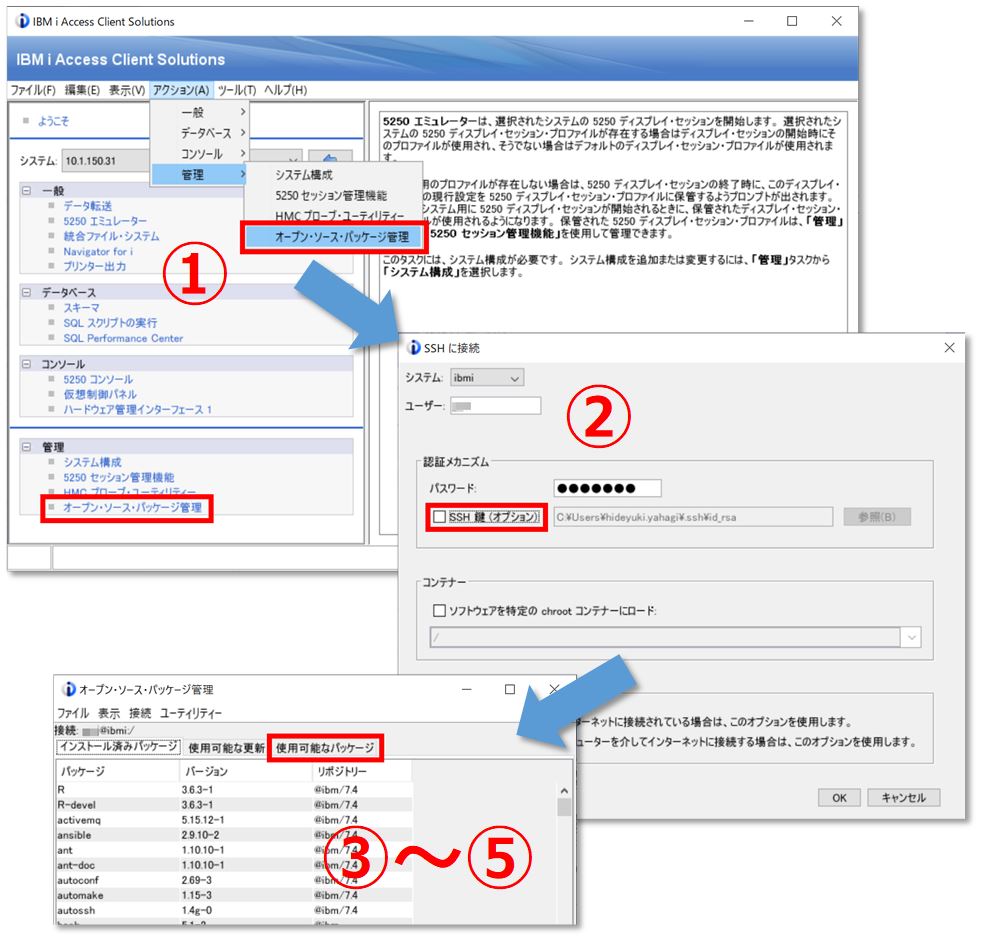 IBM i Access Client Solutions
IBM i Access Client Solutions
ファイル(F) 編集(E) 表示(V) アクション(A) ツール(T) ヘルプ(H)
ようこそ
システム: 10.1.150.31
一般
データベース
コンソール
管理
システム構成
5250 セッション管理機能
HMC プローブ・ユーティリティー
オープン・ソース・パッケージ管理
一般
データ転送
5250 エミュレーター
統合ファイル・システム
Navigator for i
プリンター出力
データベース
スキーマ
SQL スクリプトの実行
SQL Performance Center
コンソール
5250 コンソール
仮想制御パネル
ハードウェア管理インターフェース 1
管理
システム構成
5250 セッション管理機能
HMC プローブ・ユーティリティー
オープン・ソース・パッケージ管理
①
5250 エミュレーターは、選択されたシステムの 5250 ディスプレイ・セッションを開始します。 選択されたシ
ステムの 5250 ディスプレイ・セッション・プロファイルが存在する場合はディスプレイ・セッションの開始時にそ
のプロファイルが使用され、そうでない場合はデフォルトのディスプレイ・セッション・プロファイルが使用されま
す。
用のプロファイルが存在しない場合は、5250 ディスプレイ・セッションの終了時に、このディスプレイ・
の現行設定を 5250 ディスプレイ・セッション・プロファイルに保管するようプロンプトが出されます。
システム用に 5250 ディスプレイ・セッションが開始されるときに、保管されたディスプレイ・セッション・
ルが使用されるようになります。 保管された 5250 ディスプレイ・セッション・プロファイルは、「管理」
5250 セッション管理機能」を使用して管理できます。
このタスクには、システム構成が必要です。 システム構成を追加または変更するには、「管理」タスクから
「システム構成」を選択します。
SSH に接続
システム: ibmi
ユーザー:
②
認証メカニズム
パスワード: ●●●●●●●
SSH 鍵 (オプション) C:¥Users¥hideyuki.yahagi¥.ssh¥id_rsa 参照(B)
コンテナー
ソフトウェアを特定の chroot コンテナーにロード:
/
ーネットに接続されている場合は、このオプションを使用します。
ューターを介してインターネットに接続する場合は、このオプションを使用します。
OK キャンセル
オープン・ソース・パッケージ管理
ファイル 表示 接続 ユーティリティー
接続: @ibmi:/
インストール済みパッケージ 使用可能な更新 使用可能なパッケージ
パッケージ バージョン リポジトリー
R 3.6.3-1 @ibm/7.4
R-devel 3.6.3-1 @ibm/7.4
activemq 5.15.12-1 @ibm/7.4
ansible 2.9.10-2 @ibm/7.4
ant 1.10.10-1 @ibm/7.4
ant-doc 1.10.10-1 @ibm/7.4
autoconf 2.69-3 @ibm/7.4
automake 1.15-3 @ibm/7.4
autossh 1.4g-0 @ibm/7.4
③～⑤